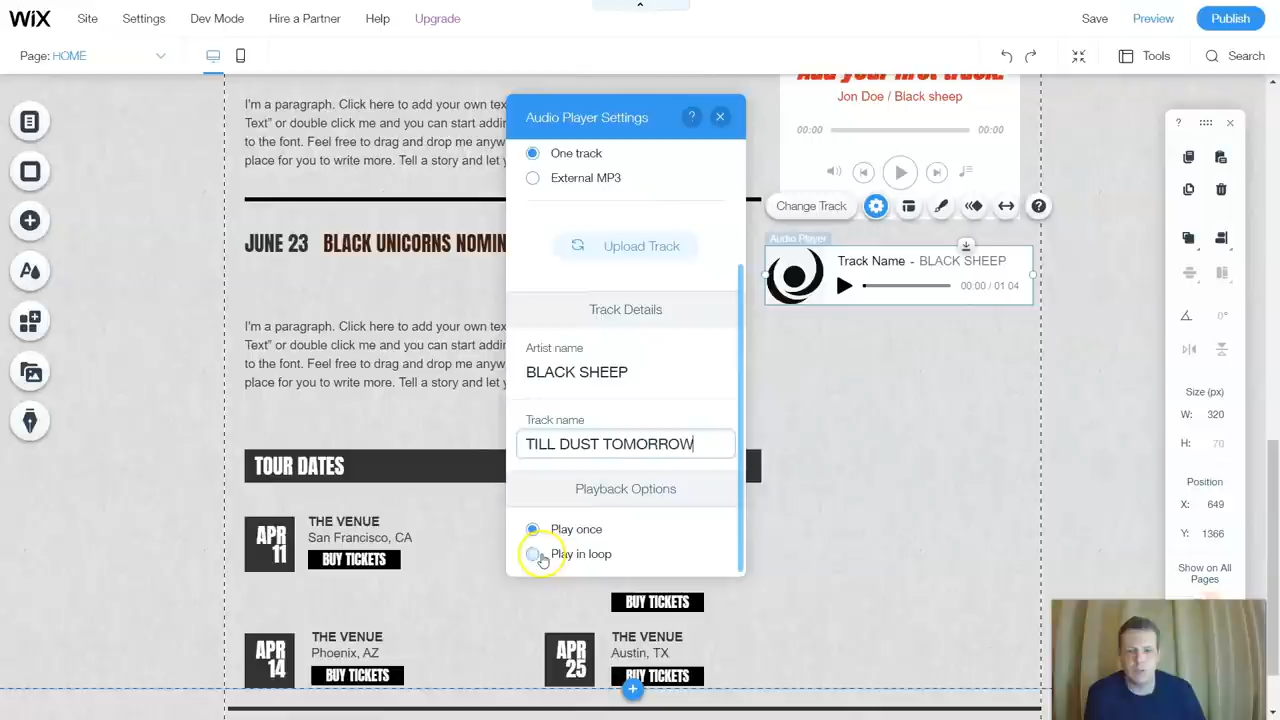 WiX
Site
Settings
Dev Mode
Hire a Partner
Help
Upgrade
Save
Preview
Publish
Page: HOME
Tools
Search
I'm a paragraph. Click here to add your own tex
Text" or double click me and you can start addin
to the font. Feel free to drag and drop me anyw
place for you to write more. Tell a story and let y
JUNE 23 BLACK UNICORNS NOMIN
I'm a paragraph. Click here to add your own tex
Text" or double click me and you can start addin
to the font. Feel free to drag and drop me anyw
place for you to write more. Tell a story and let y
TOUR DATES
APR
11
THE VENUE
San Francisco, CA
BUY TICKETS
BUY TICKETS
APR
14
THE VENUE
Phoenix, AZ
BUY TICKETS
APR
25
THE VENUE
Austin, TX
BUY TICKETS
Audio Player Settings
?
One track
External MP3
Upload Track
Track Details
Artist name
BLACK SHEEP
Track name
TILL DUST TOMORROW
Playback Options
Play once
Play in loop
Add your first track.
Jon Doe / Black sheep
00:00
00:00
Change Track
?
Audio Player
Track Name - BLACK SHEEP
00:00 / 01:04
?
0°
Size (px)
W: 320
H: 70
Position
X: 649
Y: 1366
Show on All
Pages